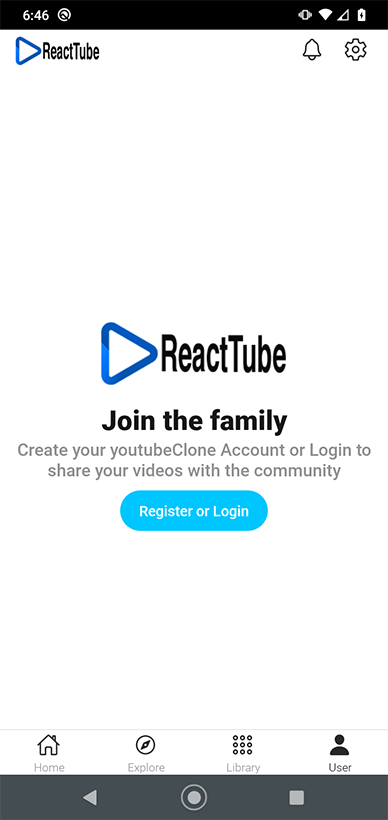 6:46
ReactTube
ReactTube
Join the family
Create your youtubeClone Account or Login to
share your videos with the community
Register or Login
Home
Explore
Library
User